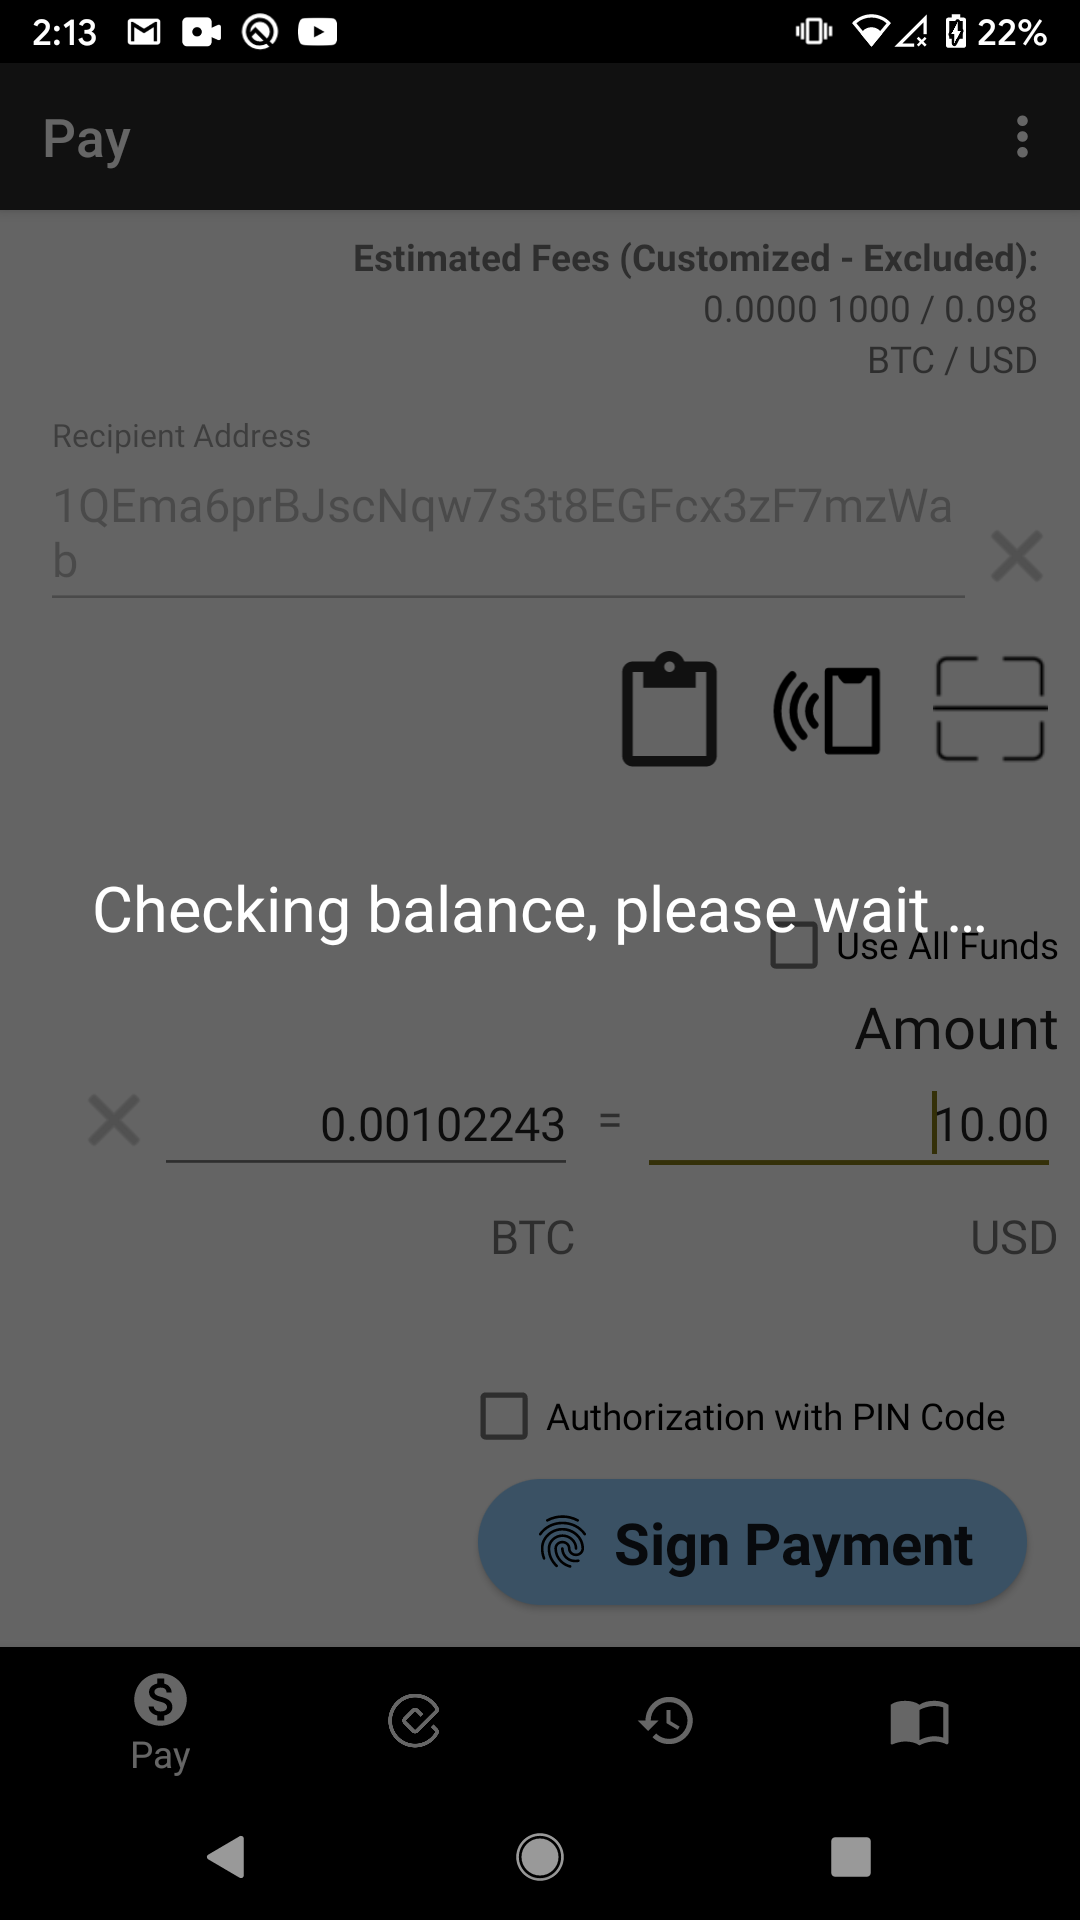 2:13
22%
Pay
Estimated Fees (Customized - Excluded):
0.0000 1000 / 0.098
BTC / USD
Recipient Address
1QEma6prBJscNqw7s3t8EGFcx3zF7mzWa
b
Checking balance, please wait ...
Use All Funds
Amount
0.00102243 = 10.00
BTC USD
Authorization with PIN Code
Sign Payment
Pay